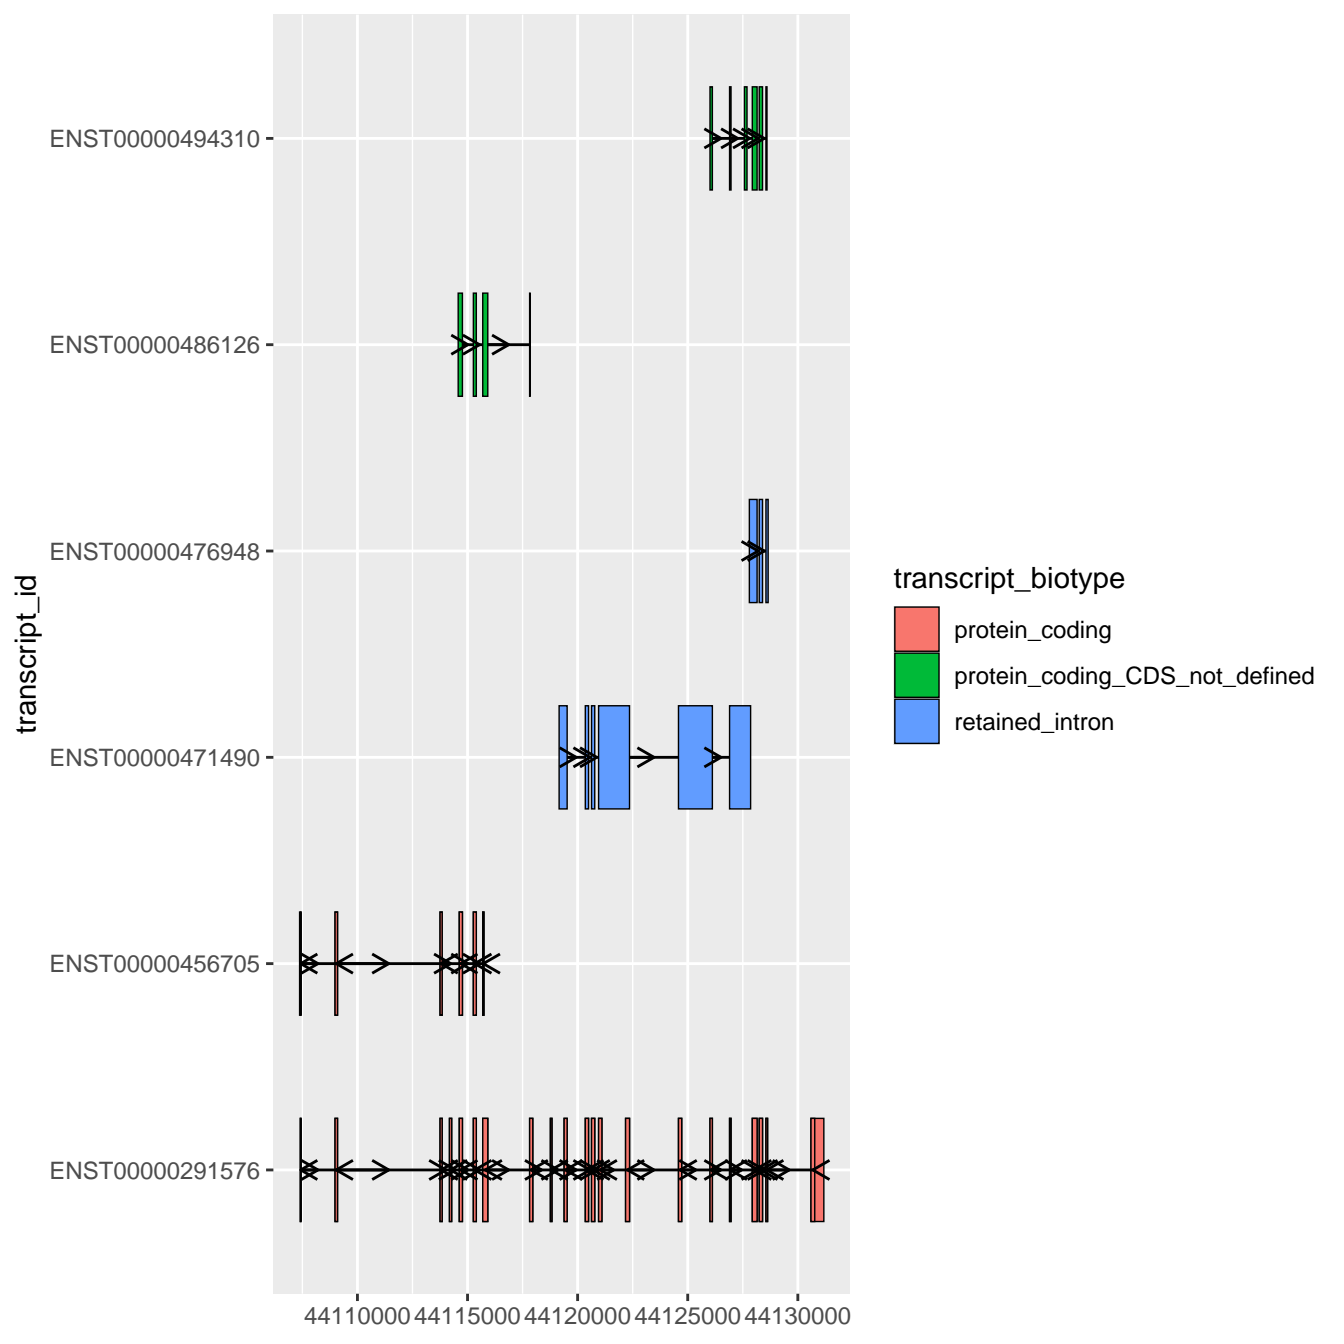 ENST00000494310
ENST00000486126
ENST00000476948
ENST00000471490
ENST00000456705
ENST00000291576
transcript_id
44110000 44115000 44120000 44125000 44130000
transcript_biotype
protein_coding
protein_coding_CDS_not_defined
retained_intron